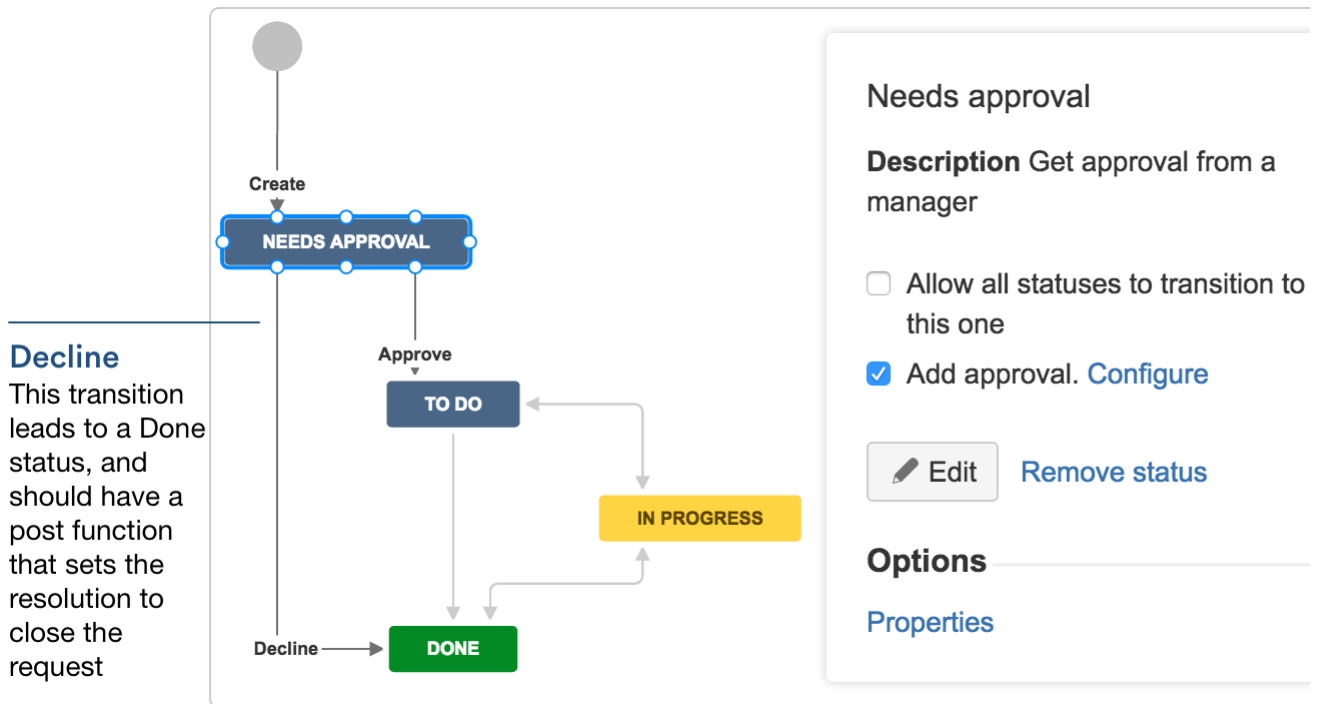 Create
NEEDS APPROVAL
Decline
This transition
leads to a Done
status, and
should have a
post function
that sets the
resolution to
close the
request
Approve
TO DO
IN PROGRESS
Decline
DONE
Needs approval
Description Get approval from a
manager
Allow all statuses to transition to
this one
Add approval. Configure
Edit
Remove status
Options
Properties